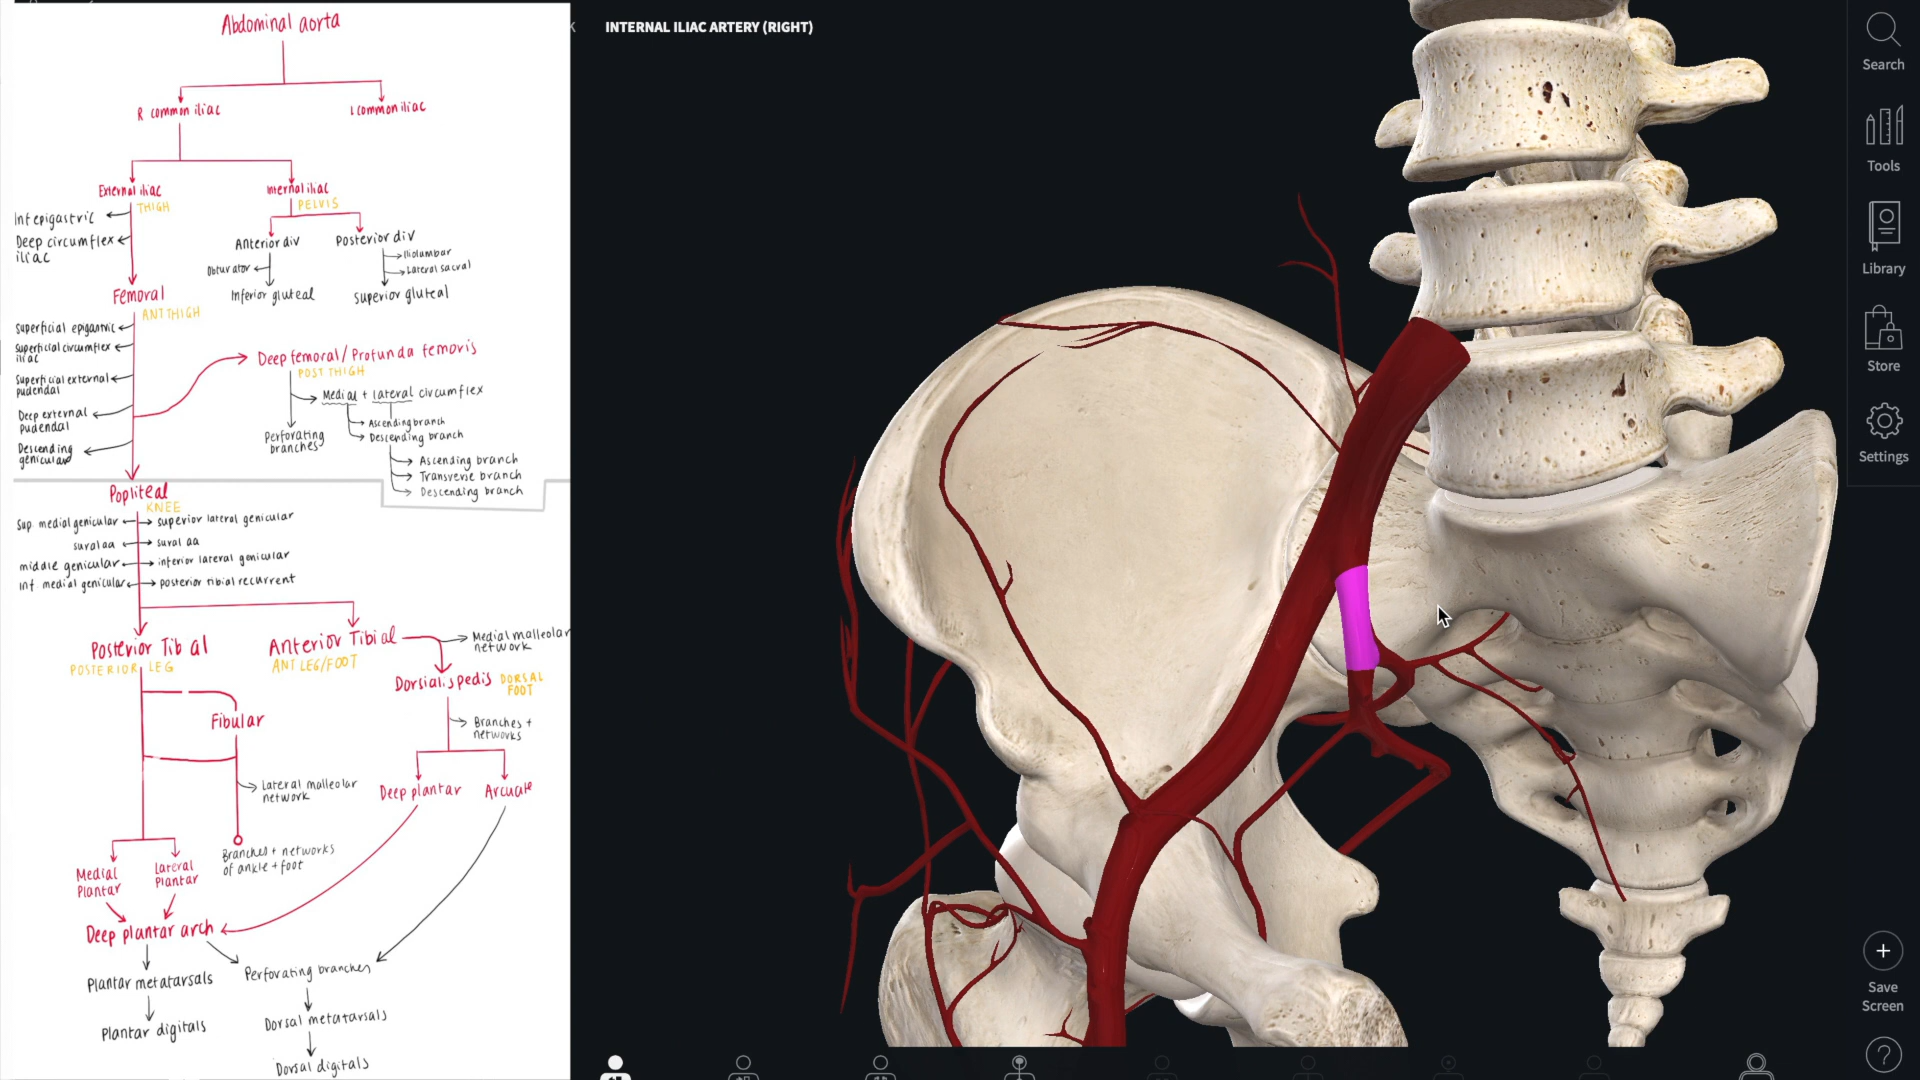 Abdominal aorta
R common iliac
L common iliac
External iliac
THIGH
Internal iliac
PELVIS
Inf epigastric
Deep circumflex
iliac
Anterior div
Posterior div
Iliolumbar
Lateral sacral
Obturator
Inferior gluteal
Superior gluteal
Femoral
ANT THIGH
Superficial epigastric
Superficial circumflex
iliac
Superficial external
pudendal
Deep external
pudendal
Descending
genicular
Deep femoral / Profunda femoris
POST THIGH
Medial + lateral circumflex
Ascending branch
Descending branch
Perforating
branches
Ascending branch
Transverse branch
Descending branch
Popliteal
KNEE
Sup. medial genicular
superior lateral genicular
sural aa
sural aa
middle genicular
inferior lateral genicular
Inf. medial genicular
posterior tibial recurrent
Posterior Tibial
POSTERIOR LEG
Anterior Tibial
ANT LEG/FOOT
Medial malleolar
network
Dorsialis pedis
DORSAL
FOOT
Fibular
Branches +
networks
Lateral malleolar
network
Deep plantar
Arcuate
Branches + networks
of ankle + foot
Medial
Plantar
Lateral
Plantar
Deep plantar arch
Plantar metatarsals
Perforating branches
Plantar digitals
Dorsal metatarsals
Dorsal digitals
INTERNAL ILIAC ARTERY (RIGHT)
Search
Tools
Library
Store
Settings
Save
Screen